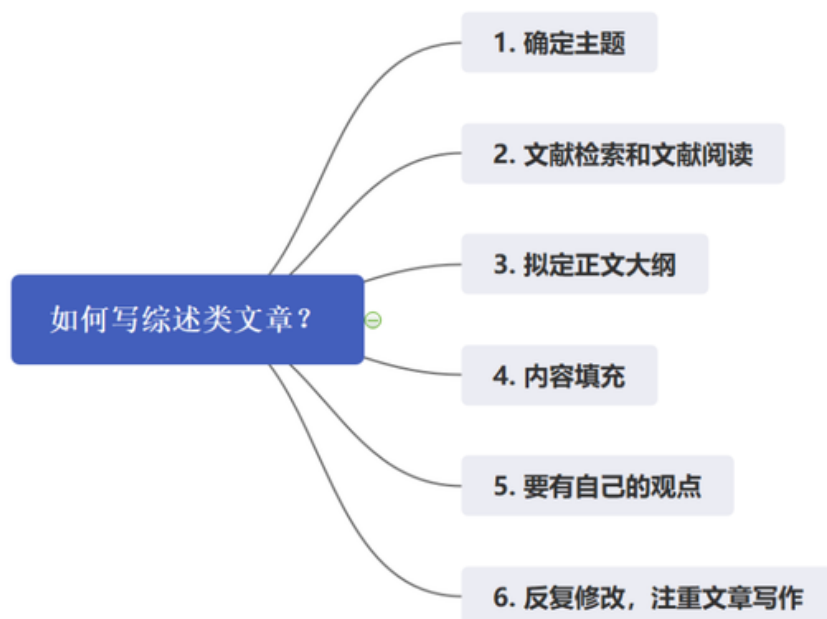 如何写综述类文章？
1. 确定主题
2. 文献检索和文献阅读
3. 拟定正文大纲
4. 内容填充
5. 要有自己的观点
6. 反复修改，注重文章写作